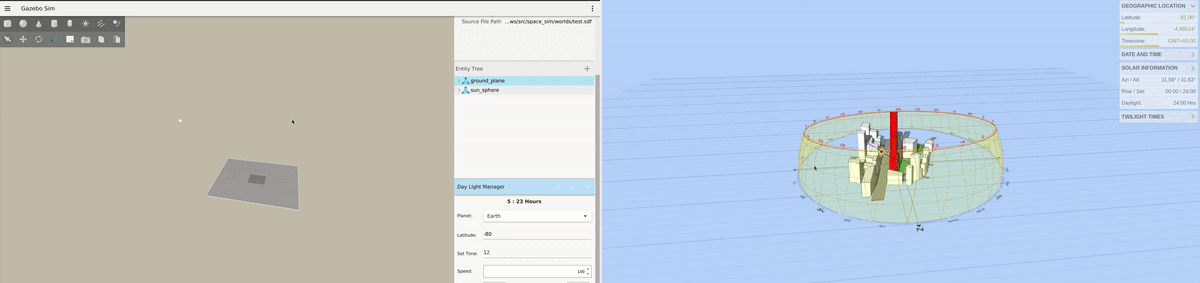 Gazebo Sim
Source File Path ...ws/src/space_sim/worlds/test.sdf
Entity Tree
ground_plane
sun_sphere
Day Light Manager
5 : 23 Hours
Planet: Earth
Latitude: -80
Set Time: 12
Speed: 100
GEOGRAPHIC LOCATION
Latitude: -81.00°
Longitude: -4.49524°
Timezone: GMT+00:00
DATE AND TIME
SOLAR INFORMATION
Azi / Alt: 11.59° / 31.63°
Rise / Set: 00:00 / 24:00
Daylight: 24:00 Hrs
TWILIGHT TIMES